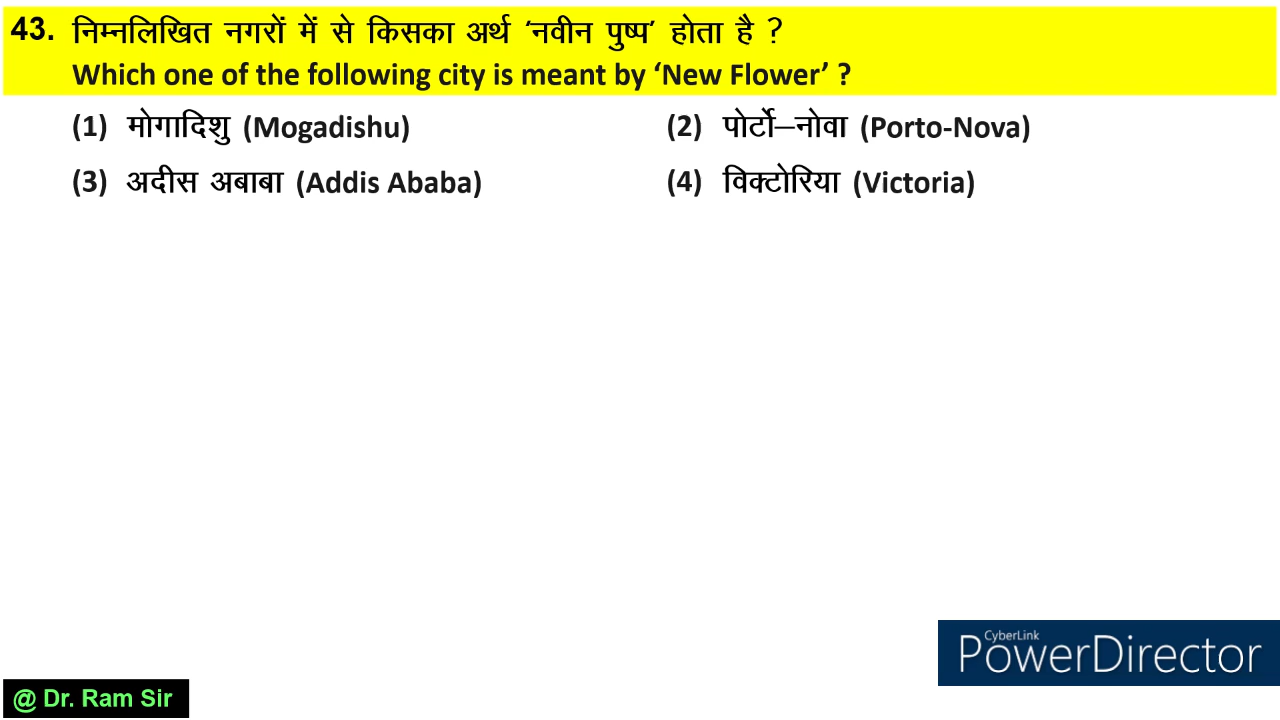 43. निम्नलिखित नगरों में से किसका अर्थ ‘नवीन पुष्प’ होता है ?
Which one of the following city is meant by ‘New Flower’ ?
(1) मोगादिशु (Mogadishu) (2) पोर्टो–नोवा (Porto-Nova)
(3) अदीस अबाबा (Addis Ababa) (4) विक्टोरिया (Victoria)
CyberLink
PowerDirector
@ Dr. Ram Sir